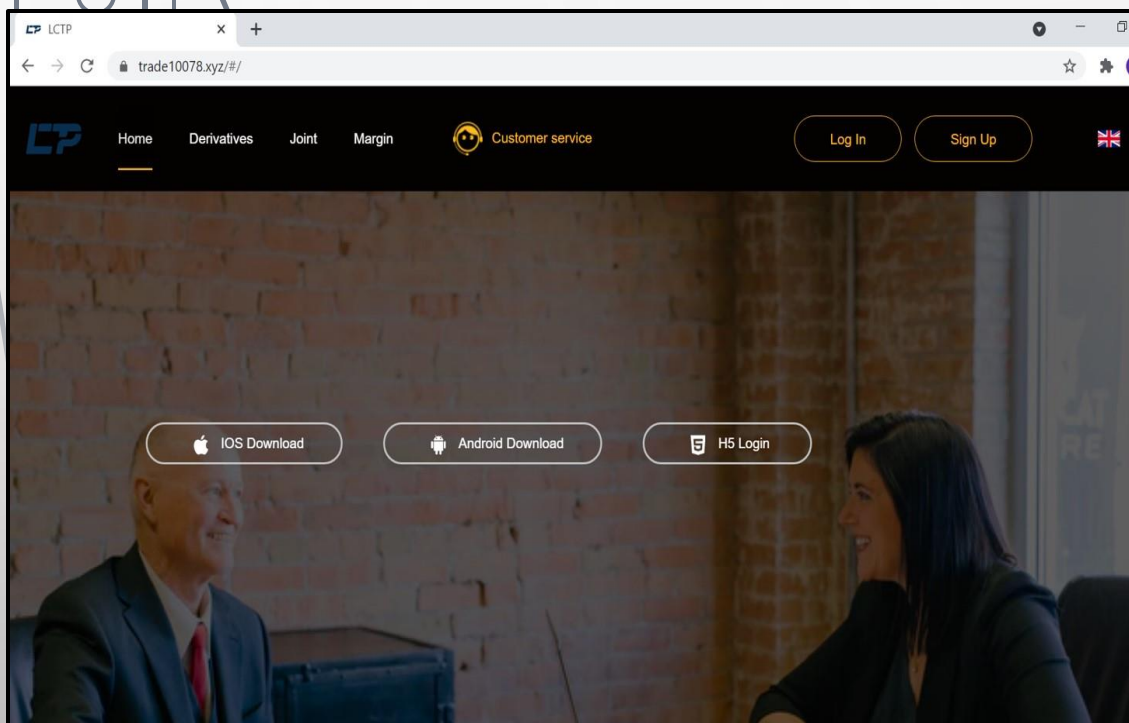 LCTP
trade10078.xyz/#/
Home Derivatives Joint Margin Customer service Log In Sign Up
IOS Download Android Download H5 Login